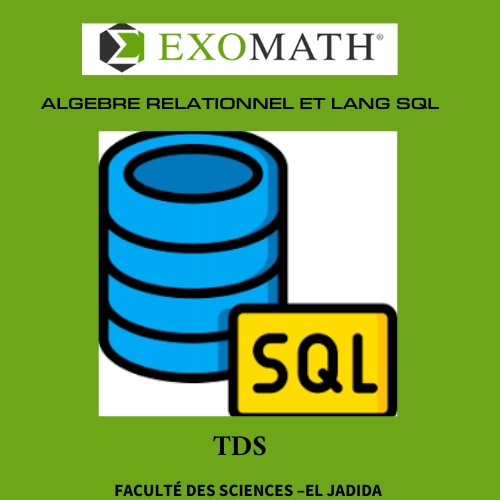 EXOMATH®
ALGEBRE RELATIONNEL ET LANG SQL
SQL
TDS
FACULTÉ DES SCIENCES –EL JADIDA